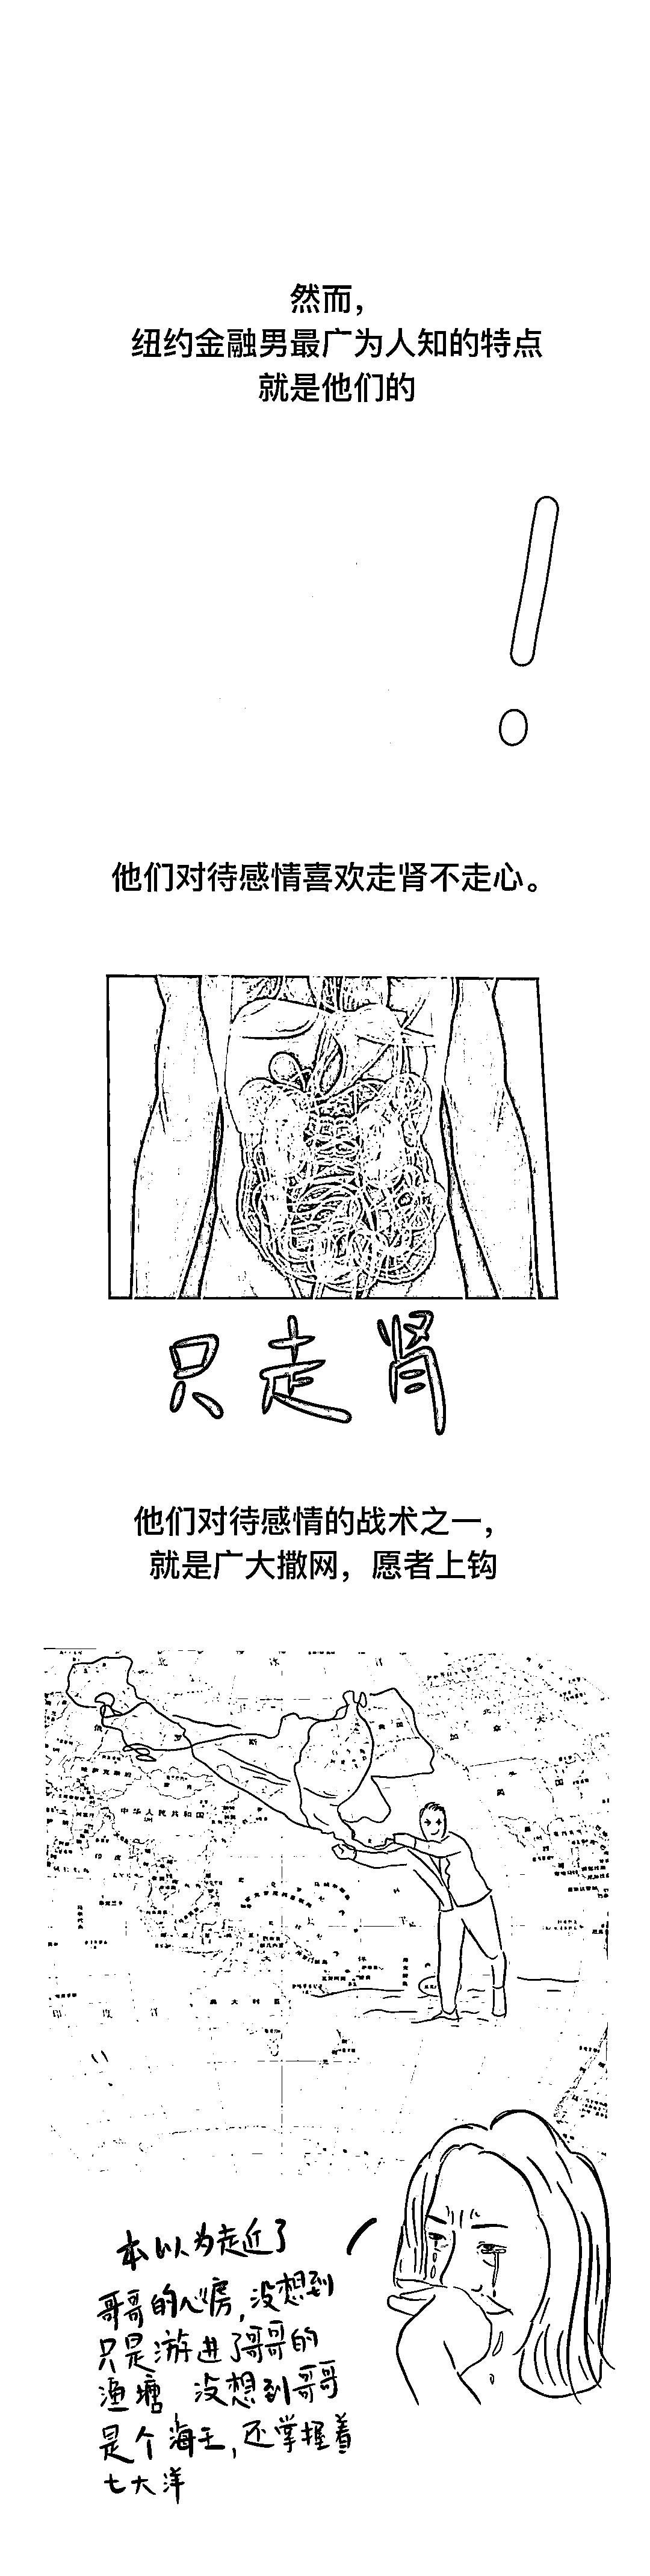 然而，
纽约金融男最广为人知的特点
就是他们的
！
他们对待感情喜欢走肾不走心。
只走肾
他们对待感情的战术之一，
就是广大撒网，愿者上钩
中华人民共和国
本以为走近了
哥哥的心房，没想到
只是游进了哥哥的
渔塘 没想到哥哥
是个海王，还掌握着
七大洋